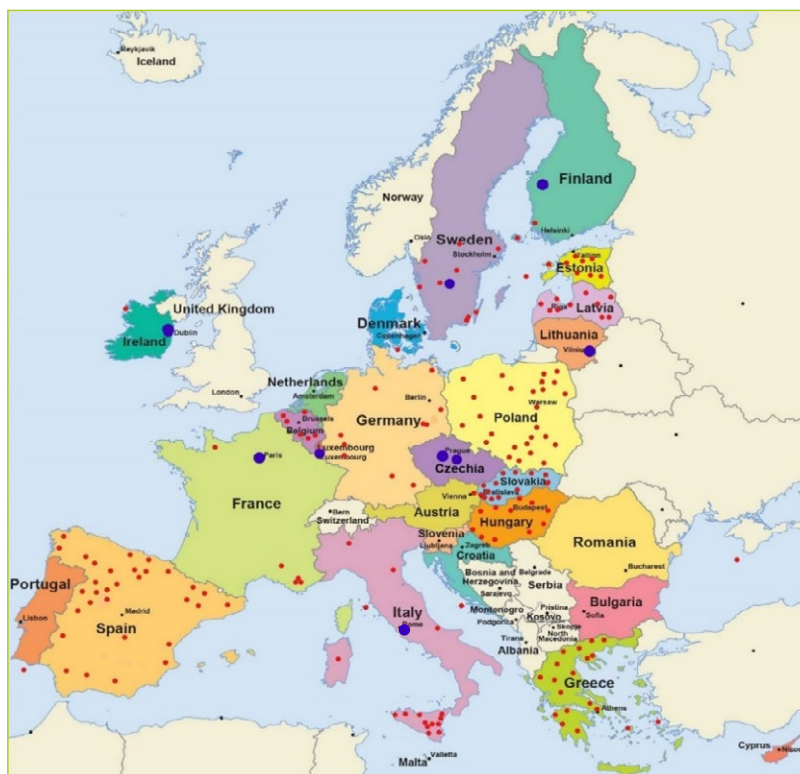 Reykjavik
Iceland
Finland
Norway
Helsinki
Oslo
Sweden
Stockholm
Tallinn
Estonia
United Kingdom
Riga
Latvia
Denmark
Dublin
Ireland
Copenhagen
Lithuania
Vilnius
Netherlands
Amsterdam
London
Berlin
Warsaw
Brussels
Germany
Poland
Belgium
Luxembourg
Luxembourg
Paris
Prague
Czechia
Slovakia
Vienna
Bratislava
France
Bern
Austria
Budapest
Switzerland
Hungary
Slovenia
Romania
Ljubljana
Zagreb
Croatia
Bucharest
Bosnia and
Belgrade
Herzegovina
Serbia
Portugal
Sarajevo
Bulgaria
Madrid
Italy
Montenegro
Pristina
Sofia
Lisbon
Kosovo
Spain
Rome
Podgorica
Skopje
North
Tirana
Macedonia
Albania
Greece
Athens
Cyprus
Valletta
Malta